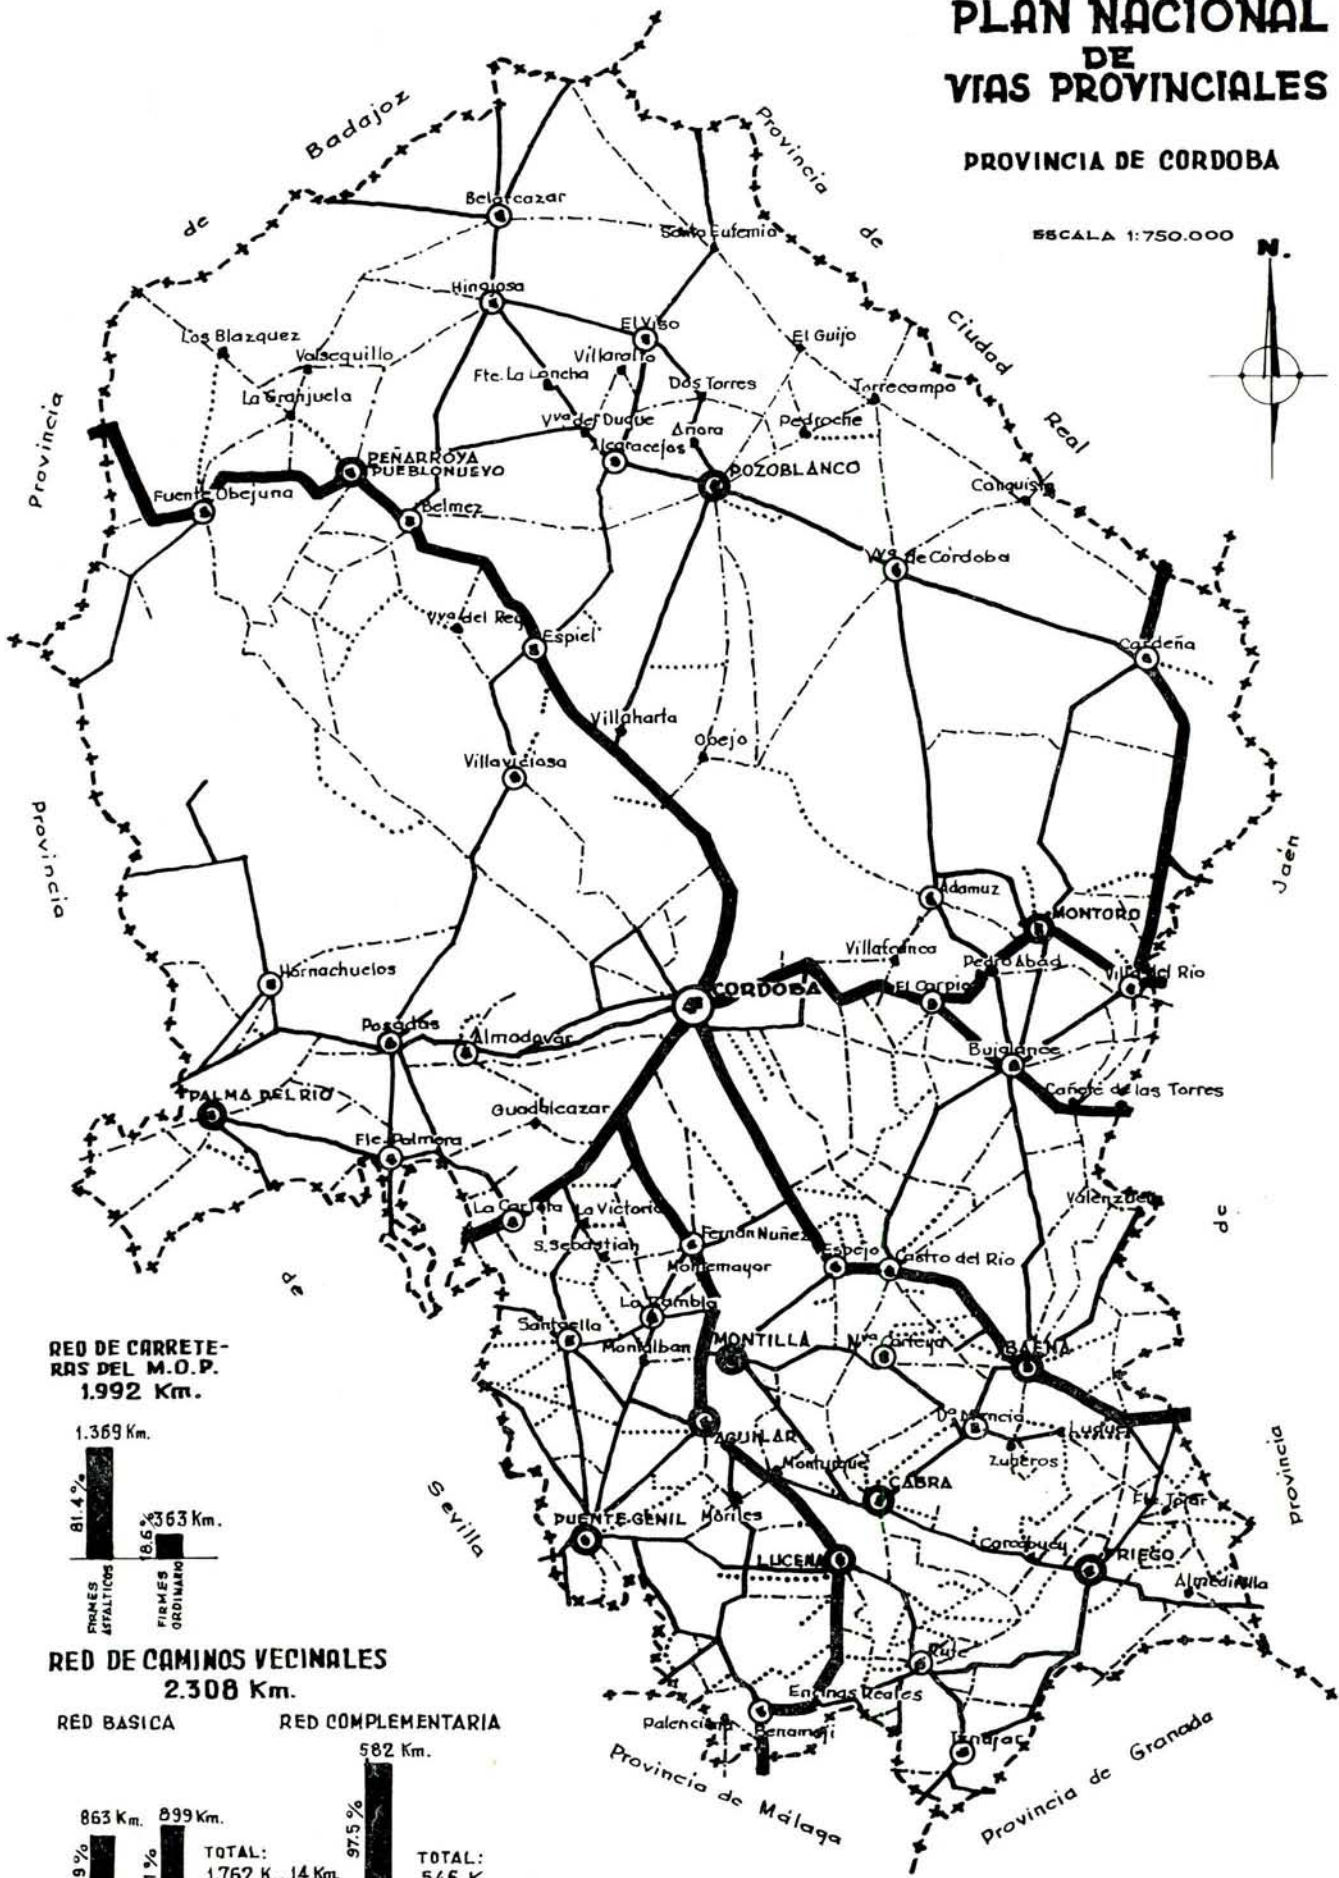 PLAN NACIONAL
DE
VIAS PROVINCIALES
PROVINCIA DE CORDOBA
ESCALA 1:750.000
N.
Provincia
de
Badajoz
Provincia
de
Ciudad
Real
Belalcazar
Santa Eufemia
Hinojosa
El Viso
El Guijo
Los Blazquez
Valsequillo
Villaralto
Fte. La Lancha
Dos Torres
Torrecampo
La Granjuela
Vva del Duque
Añora
Pedroche
Alcaracejos
PEÑARROYA
PUEBLONUEVO
POZOBLANCO
Fuente Obejuna
Belmez
Conquista
Vva de Córdoba
Vva del Rey
Espiel
Cardeña
Villaharta
Obejo
Villaviciosa
Provincia
de
Sevilla
Provincia
de
Jaén
Adamuz
MONTORO
Villafranca
Pedro Abad
Villa del Rio
Hornachuelos
CORDOBA
El Carpio
Posadas
Almodovar
Bujalance
Cañete de las Torres
PALMA DEL RIO
Guadalcazar
Fte. Palmera
La Carlota
La Victoria
Valenzuela
S. Sebastian
Fernan Nuñez
Espejo
Castro del Rio
Montemayor
La Rambla
Santaella
Montalban
MONTILLA
Nva Carteya
BAENA
Dª Mencia
Luque
AGUILAR
Zuheros
Monturque
CABRA
Fte. Tojar
PUENTE-GENIL
Moriles
Carcabuey
LUCENA
PRIEGO
Almedinilla
Rute
Encinas Reales
Palenciana
Benameji
Iznajar
Provincia de Málaga
Provincia de Granada
RED DE CARRETE-
RAS DEL M.O.P.
1.992 Km.
1.369 Km.
81.4%
18.6%
363 Km.
FIRMES
ASFALTICOS
FIRMES
ORDINARIO
RED DE CAMINOS VECINALES
2.308 Km.
RED BASICA
RED COMPLEMENTARIA
582 Km.
97.5%
863 Km.
899 Km.
TOTAL:
14 Km.
TOTAL: